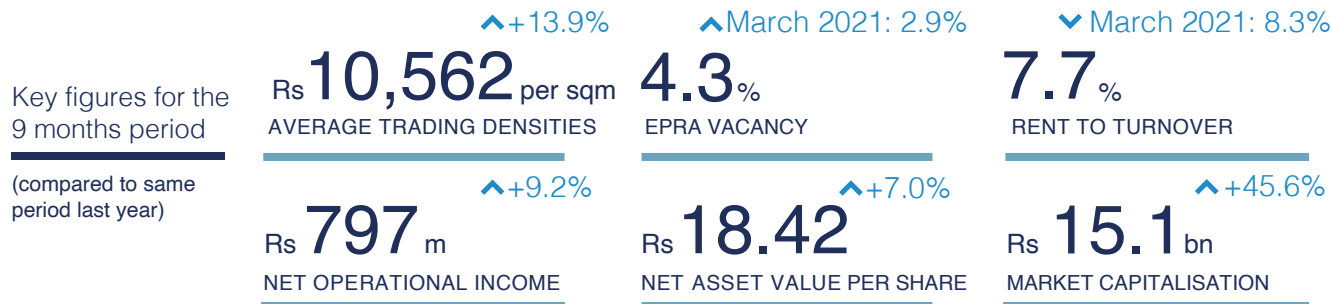 Key figures for the
9 months period
(compared to same
period last year)
+13.9%
Rs 10,562 per sqm
AVERAGE TRADING DENSITIES
March 2021: 2.9%
4.3%
EPRA VACANCY
March 2021: 8.3%
7.7%
RENT TO TURNOVER
+9.2%
Rs 797 m
NET OPERATIONAL INCOME
+7.0%
Rs 18.42
NET ASSET VALUE PER SHARE
+45.6%
Rs 15.1 bn
MARKET CAPITALISATION